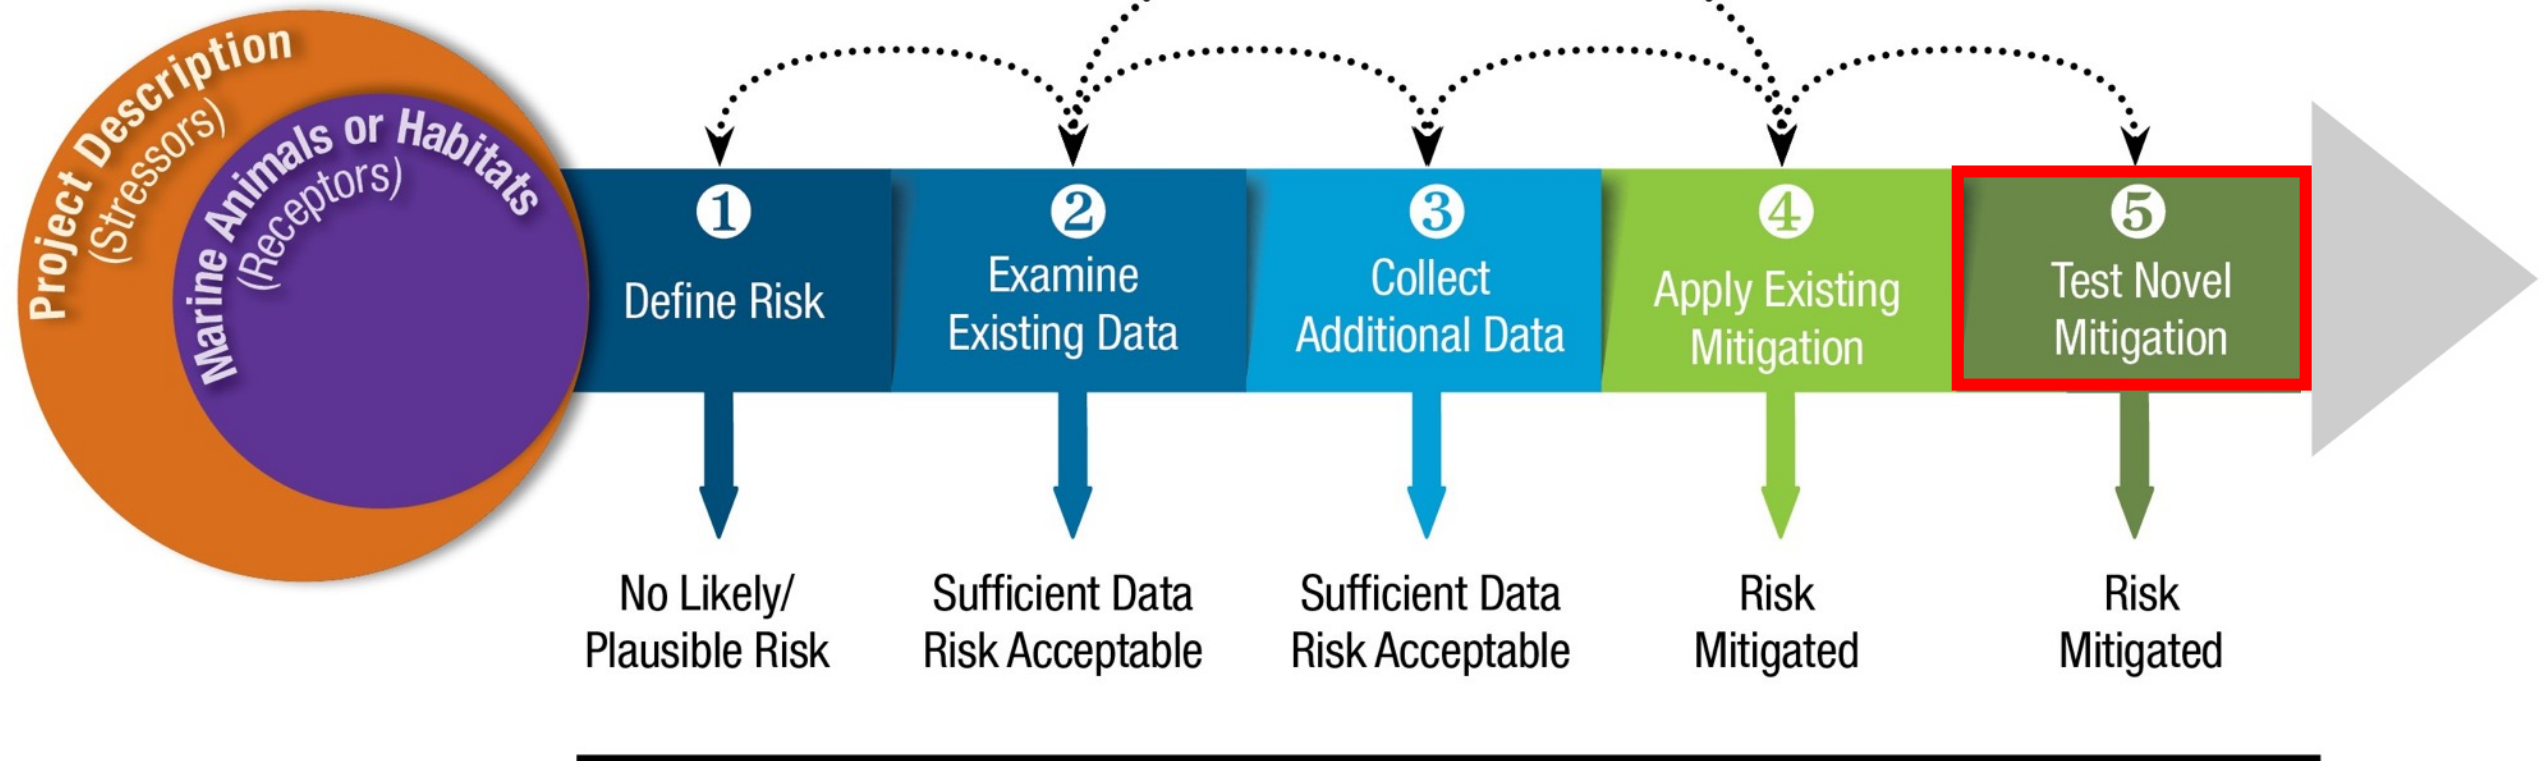 Project Description
(Stressors)
Marine Animals or Habitats
(Receptors)
1
Define Risk
2
Examine
Existing Data
3
Collect
Additional Data
4
Apply Existing
Mitigation
5
Test Novel
Mitigation
No Likely/
Plausible Risk
Sufficient Data
Risk Acceptable
Sufficient Data
Risk Acceptable
Risk
Mitigated
Risk
Mitigated